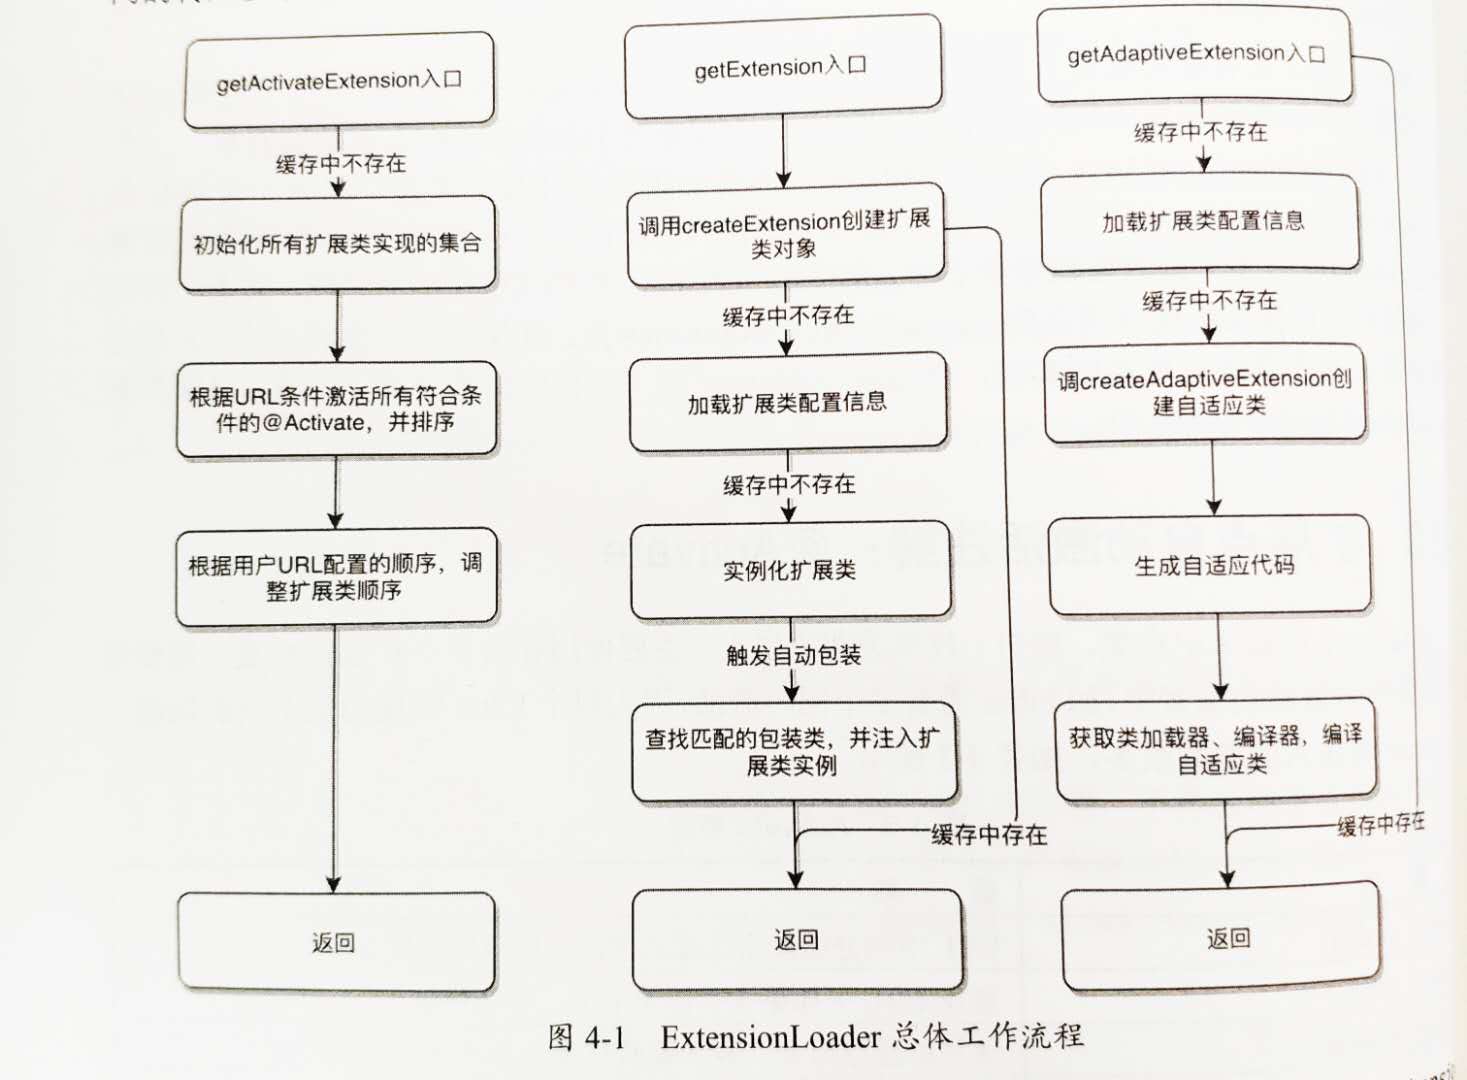 getActivateExtension入口
缓存中不存在
初始化所有扩展类实现的集合
根据URL条件激活所有符合条
件的@Activate，并排序
根据用户URL配置的顺序，调
整扩展类顺序
返回
getExtension入口
调用createExtension创建扩展
类对象
缓存中不存在
加载扩展类配置信息
缓存中不存在
实例化扩展类
触发自动包装
查找匹配的包装类，并注入扩
展类实例
缓存中存在
返回
getAdaptiveExtension入口
缓存中不存在
加载扩展类配置信息
缓存中不存在
调createAdaptiveExtension创
建自适应类
生成自适应代码
获取类加载器、编译器，编译
自适应类
缓存中存在
返回
图 4-1 ExtensionLoader 总体工作流程